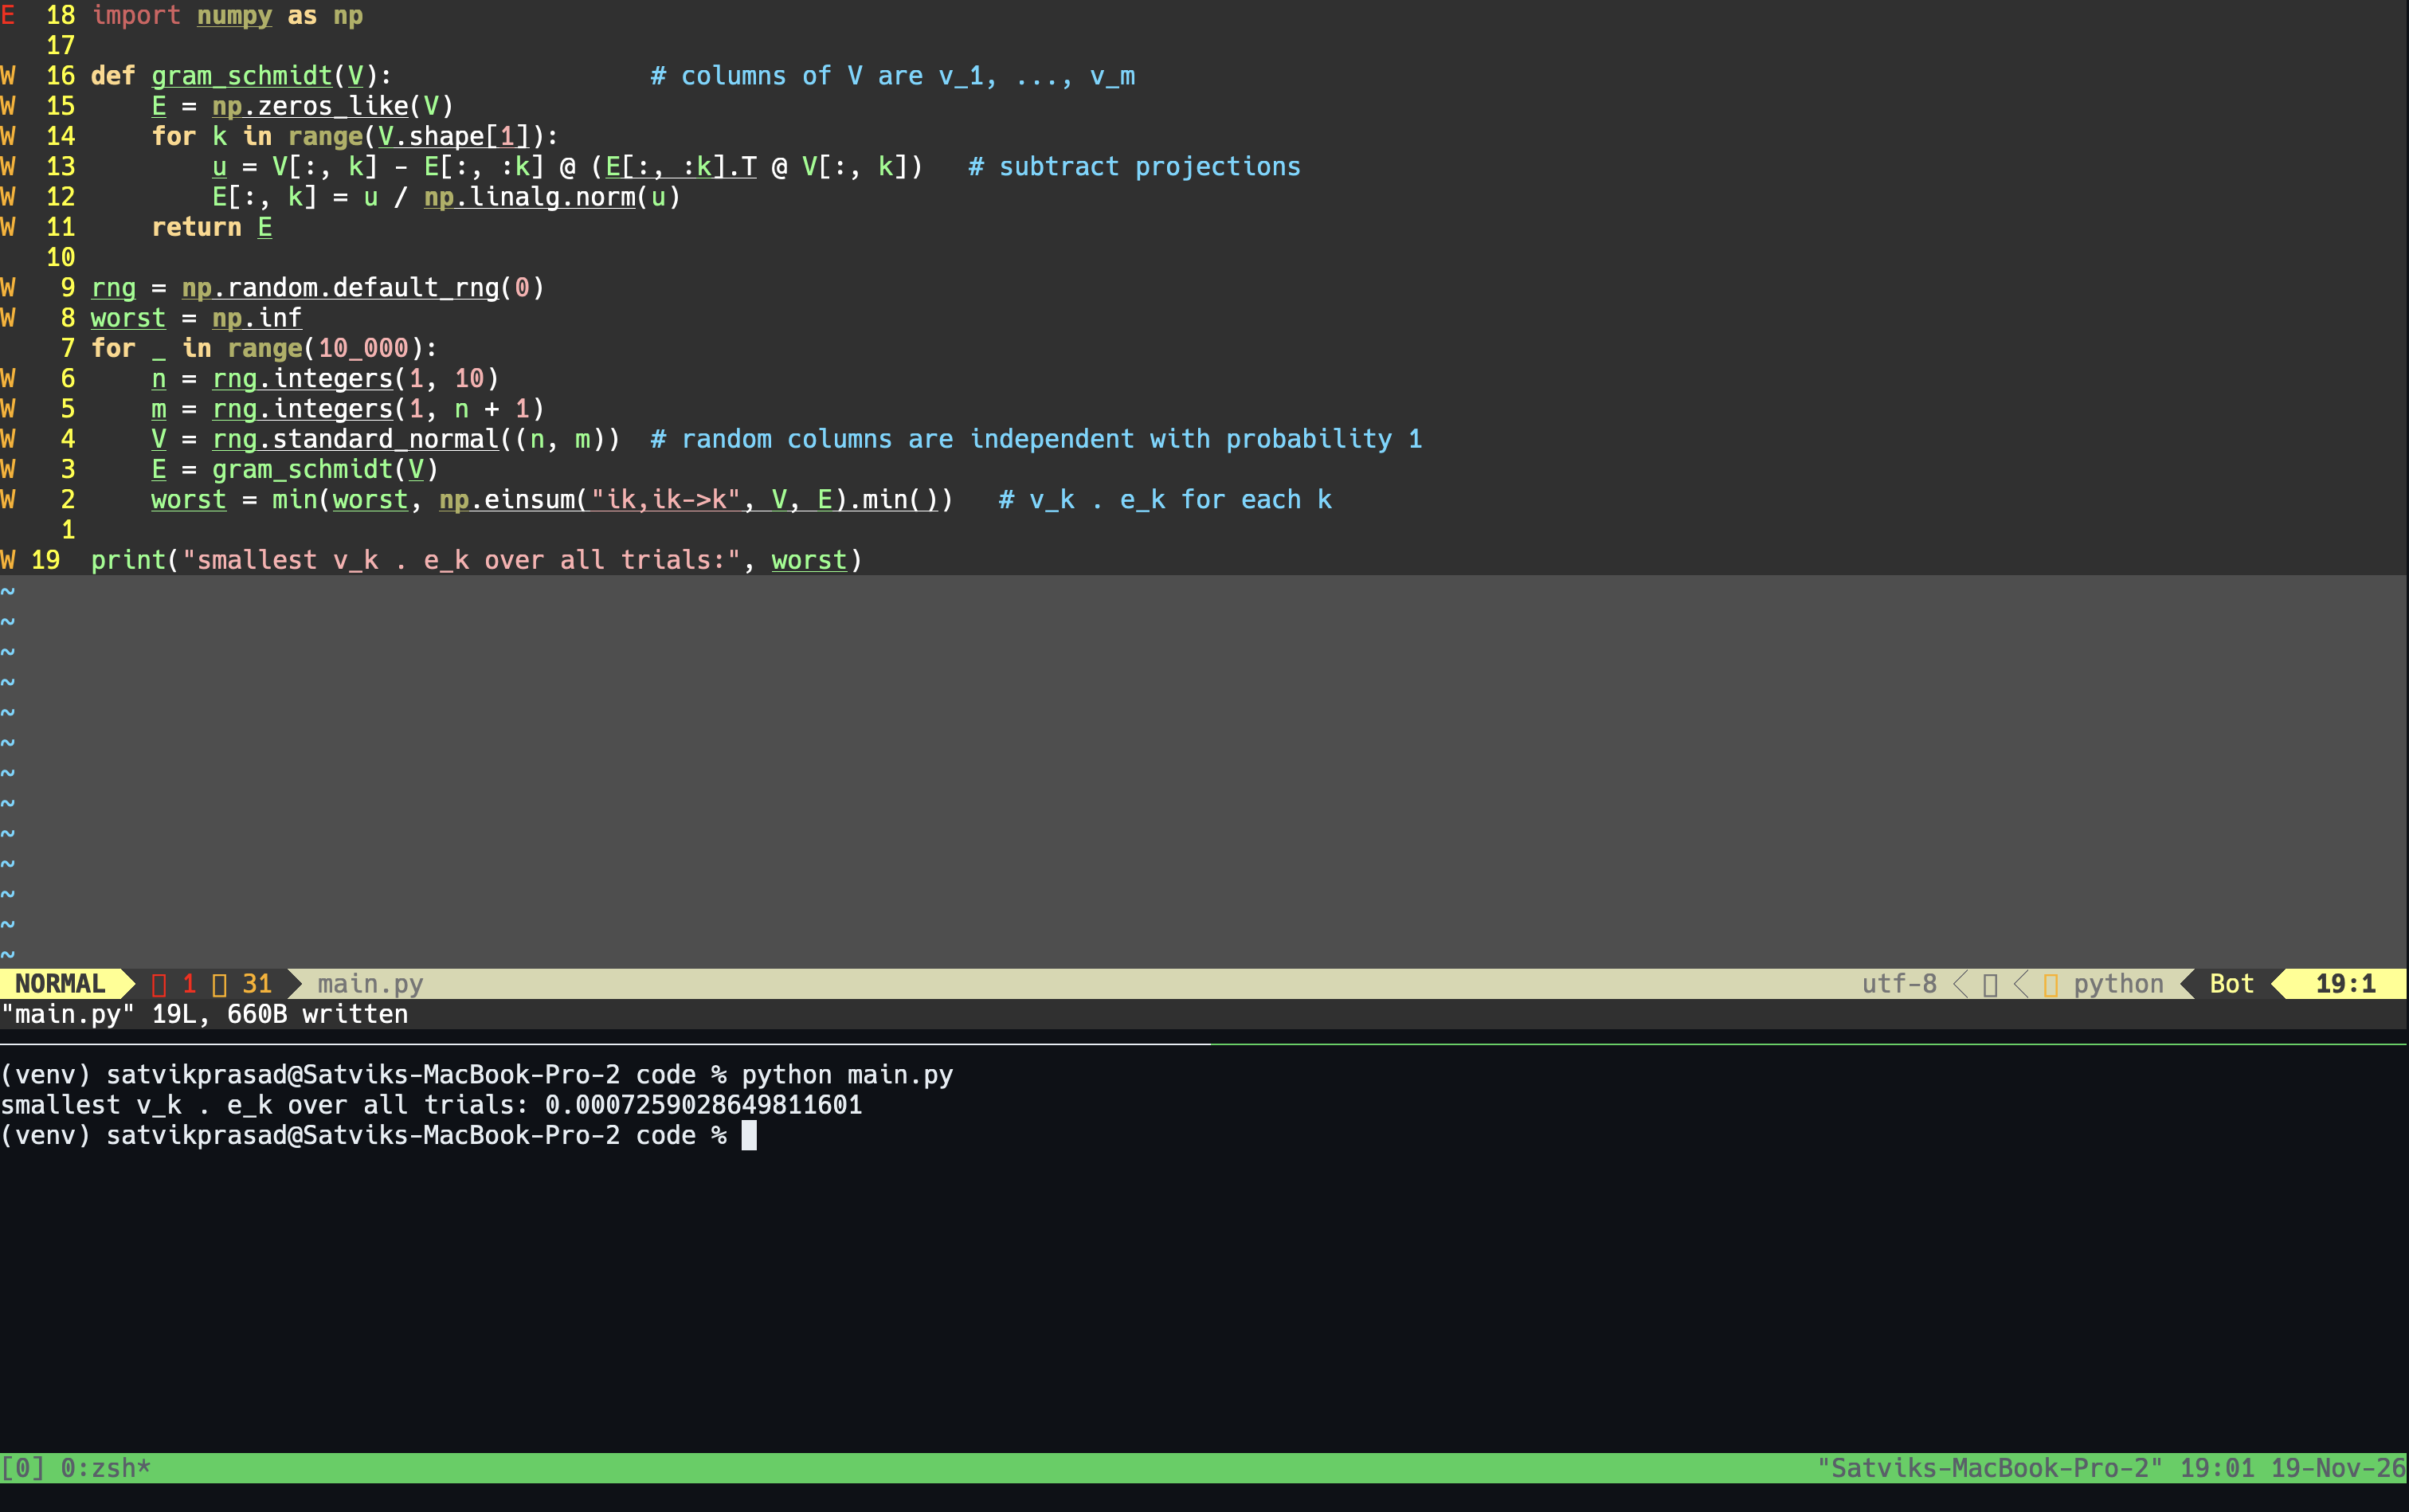 E 18 import numpy as np
17
W 16 def gram_schmidt(V):                 # columns of V are v_1, ..., v_m
W 15     E = np.zeros_like(V)
W 14     for k in range(V.shape[1]):
W 13         u = V[:, k] - E[:, :k] @ (E[:, :k].T @ V[:, k])   # subtract projections
W 12         E[:, k] = u / np.linalg.norm(u)
W 11     return E
10
W 9 rng = np.random.default_rng(0)
W 8 worst = np.inf
7 for _ in range(10_000):
W 6     n = rng.integers(1, 10)
W 5     m = rng.integers(1, n + 1)
W 4     V = rng.standard_normal((n, m))  # random columns are independent with probability 1
W 3     E = gram_schmidt(V)
W 2     worst = min(worst, np.einsum("ik,ik->k", V, E).min())   # v_k . e_k for each k
1
W 19 print("smallest v_k . e_k over all trials:", worst)
~
~
~
~
~
~
~
~
~
~
~
~
~
NORMAL 1 31 main.py utf-8 python Bot 19:1
"main.py" 19L, 660B written
(venv) satvikprasad@Satviks-MacBook-Pro-2 code % python main.py
smallest v_k . e_k over all trials: 0.0007259028649811601
(venv) satvikprasad@Satviks-MacBook-Pro-2 code %
[0] 0:zsh* "Satviks-MacBook-Pro-2" 19:01 19-Nov-26